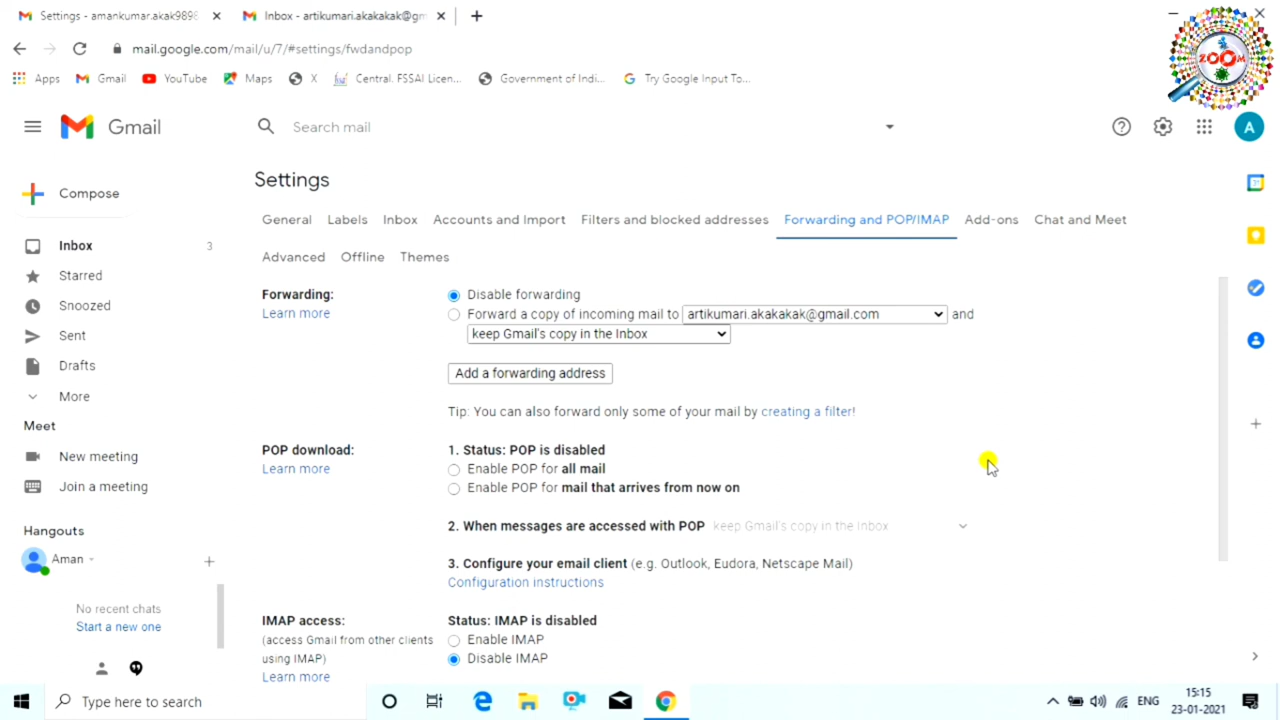 Settings - amankumar.akak9898
Inbox - artikumari.akakakak@gm
mail.google.com/mail/u/7/#settings/fwdandpop
Apps Gmail YouTube Maps X Central. FSSAI Licen... Government of Indi... Try Google Input To...
ZOOM
Gmail
Search mail
A
Settings
Compose
General Labels Inbox Accounts and Import Filters and blocked addresses Forwarding and POP/IMAP Add-ons Chat and Meet
Advanced Offline Themes
Inbox 3
Starred
Snoozed
Sent
Drafts
More
Meet
New meeting
Join a meeting
Hangouts
Aman
No recent chats
Start a new one
Forwarding:
Learn more
Disable forwarding
Forward a copy of incoming mail to artikumari.akakakak@gmail.com and
keep Gmail's copy in the Inbox
Add a forwarding address
Tip: You can also forward only some of your mail by creating a filter!
POP download:
Learn more
1. Status: POP is disabled
Enable POP for all mail
Enable POP for mail that arrives from now on
2. When messages are accessed with POP keep Gmail's copy in the Inbox
3. Configure your email client (e.g. Outlook, Eudora, Netscape Mail)
Configuration instructions
IMAP access:
(access Gmail from other clients
using IMAP)
Learn more
Status: IMAP is disabled
Enable IMAP
Disable IMAP
Type here to search
ENG
15:15
23-01-2021